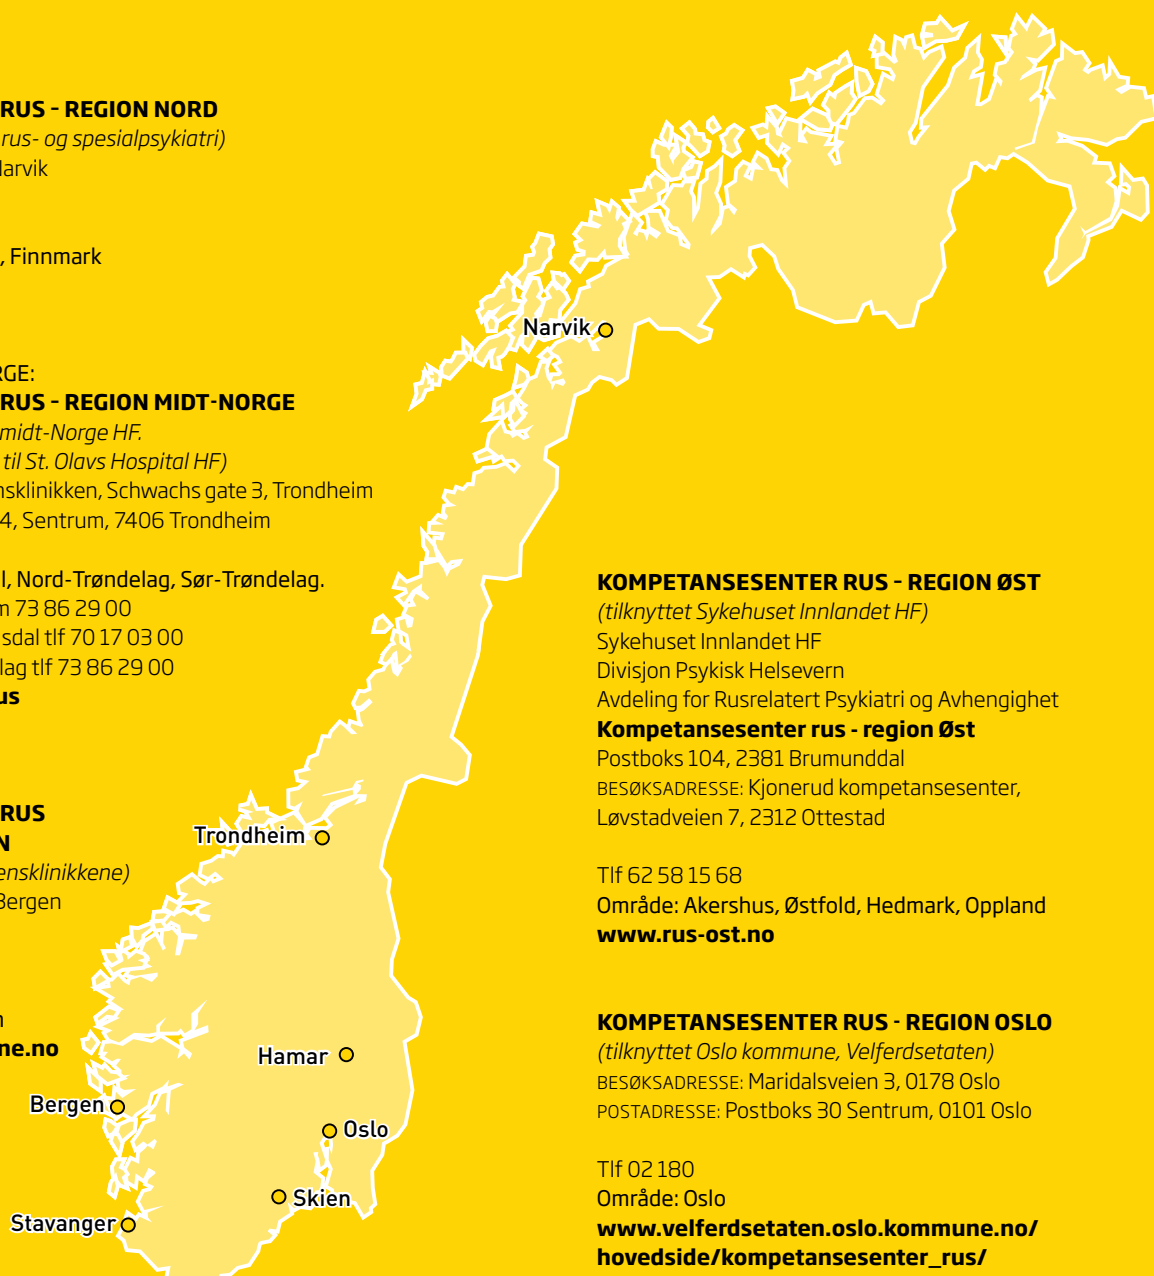 RUS – REGION NORD
rus- og spesialpsykiatri)
Narvik
, Finnmark
RGE:
RUS – REGION MIDT-NORGE
midt-Norge HF.
til St. Olavs Hospital HF)
nsklinikken, Schwachs gate 3, Trondheim
4, Sentrum, 7406 Trondheim
l, Nord-Trøndelag, Sør-Trøndelag.
m 73 86 29 00
sdal tlf 70 17 03 00
lag tlf 73 86 29 00
us
RUS
N
ensklinikkene)
Bergen
n
ne.no
Narvik
Trondheim
Hamar
Bergen
Oslo
Skien
Stavanger
KOMPETANSESENTER RUS – REGION ØST
(tilknyttet Sykehuset Innlandet HF)
Sykehuset Innlandet HF
Divisjon Psykisk Helsevern
Avdeling for Rusrelatert Psykiatri og Avhengighet
Kompetansesenter rus - region Øst
Postboks 104, 2381 Brumunddal
BESØKSADRESSE: Kjonerud kompetansesenter,
Løvstadveien 7, 2312 Ottestad
Tlf 62 58 15 68
Område: Akershus, Østfold, Hedmark, Oppland
www.rus-ost.no
KOMPETANSESENTER RUS - REGION OSLO
(tilknyttet Oslo kommune, Velferdsetaten)
BESØKSADRESSE: Maridalsveien 3, 0178 Oslo
POSTADRESSE: Postboks 30 Sentrum, 0101 Oslo
Tlf 02 180
Område: Oslo
www.velferdsetaten.oslo.kommune.no/
hovedside/kompetansesenter_rus/